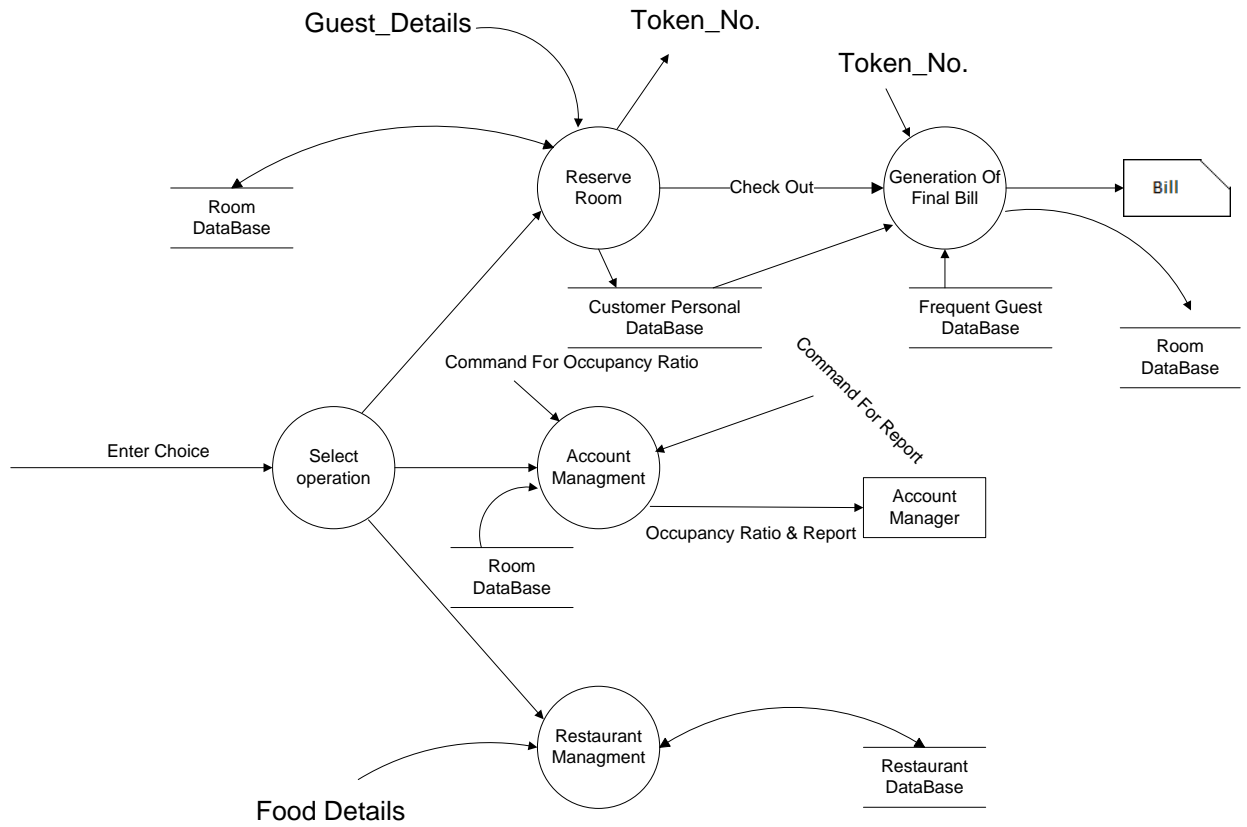 Guest_Details
Token_No.
Token_No.
Reserve
Room
Check Out
Generation Of
Final Bill
Bill
Room
DataBase
Customer Personal
DataBase
Frequent Guest
DataBase
Room
DataBase
Command For Occupancy Ratio
Command For Report
Enter Choice
Select
operation
Account
Managment
Account
Manager
Occupancy Ratio & Report
Room
DataBase
Restaurant
Managment
Restaurant
DataBase
Food Details